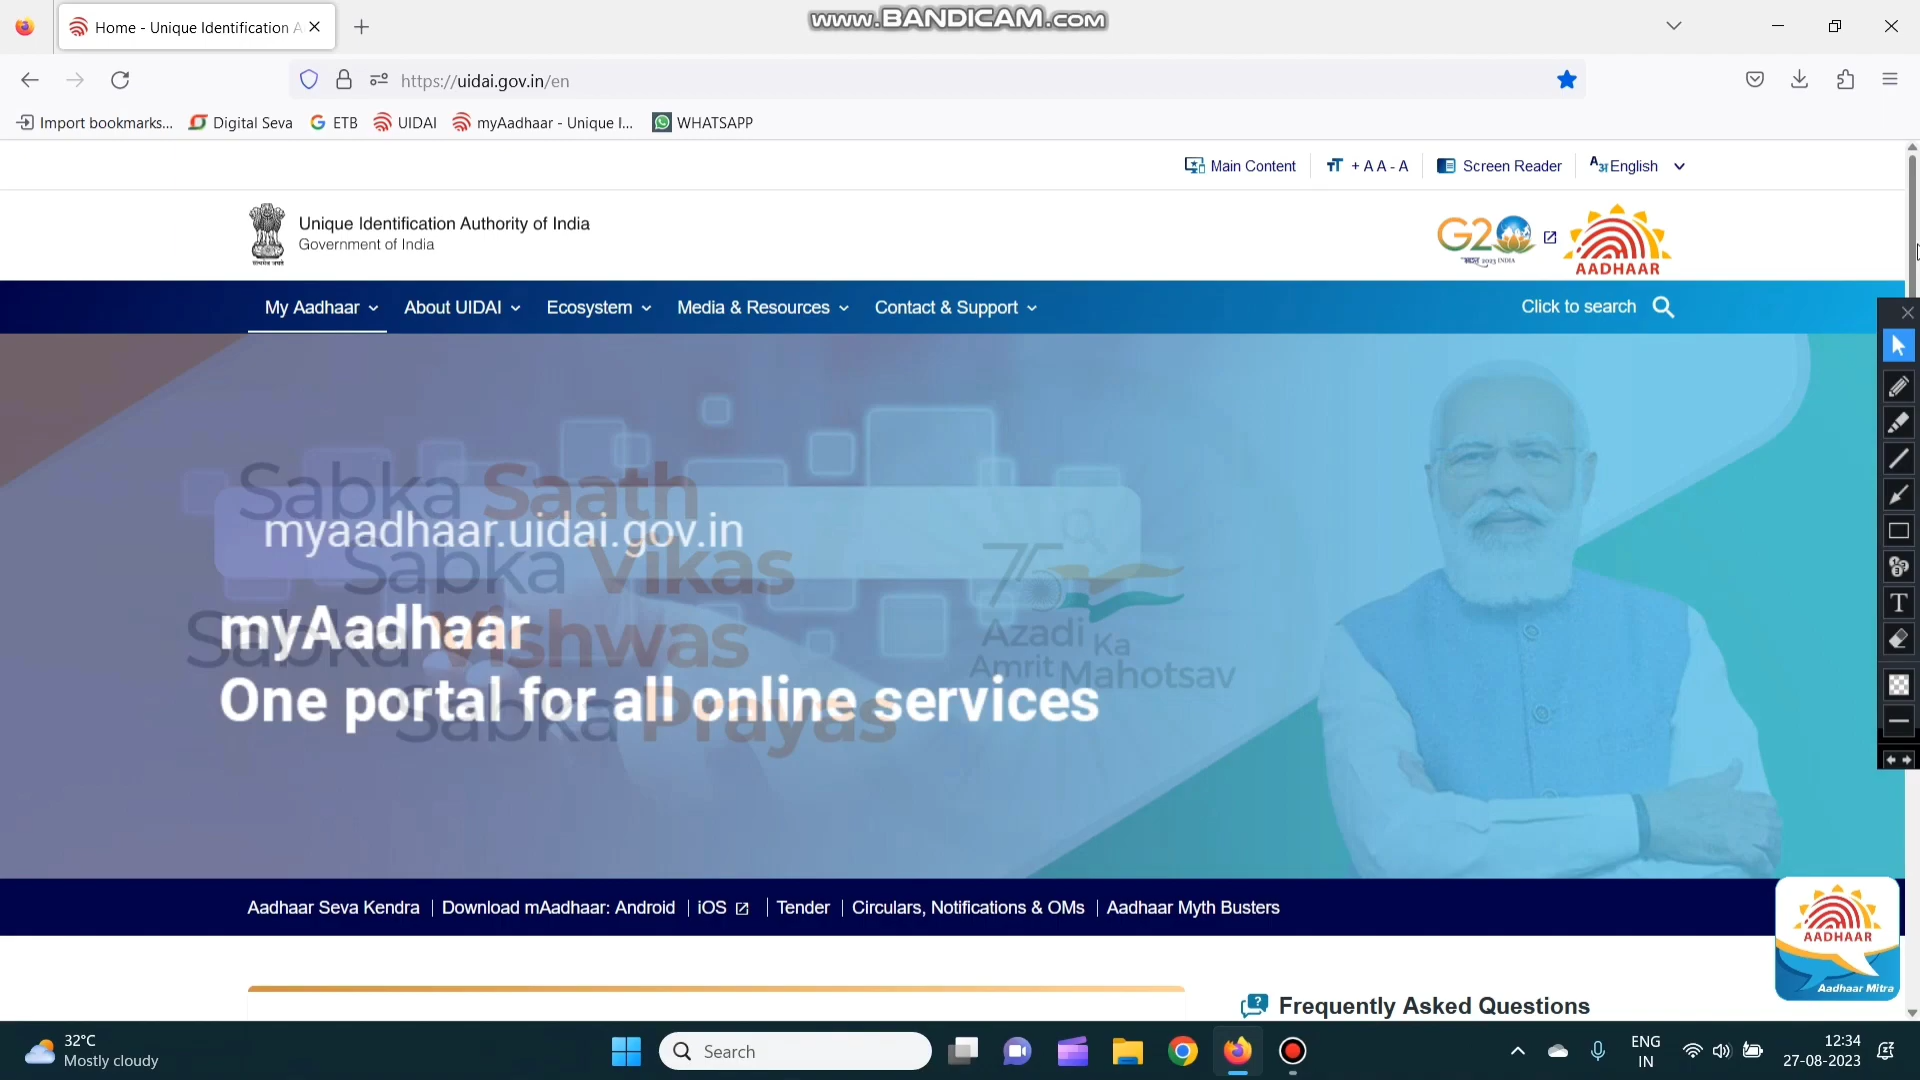 Home - Unique Identification A
www.BANDICAM.com
https://uidai.gov.in/en
Import bookmarks...
Digital Seva
G ETB
UIDAI
myAadhaar - Unique I...
WHATSAPP
Main Content
+ A A - A
Screen Reader
English
Unique Identification Authority of India
Government of India
G20
AADHAAR
My Aadhaar
About UIDAI
Ecosystem
Media & Resources
Contact & Support
Click to search
Sabka Saath
myaadhaar.uidai.gov.in
Sabka Vikas
75
Azadi Ka
Amrit Mahotsav
Sabka Vishwas
myAadhaar
One portal for all online services
Sabka Prayas
Aadhaar Seva Kendra
Download mAadhaar: Android
iOS
Tender
Circulars, Notifications & OMs
Aadhaar Myth Busters
AADHAAR
Aadhaar Mitra
Frequently Asked Questions
32°C
Mostly cloudy
Search
ENG
IN
12:34
27-08-2023